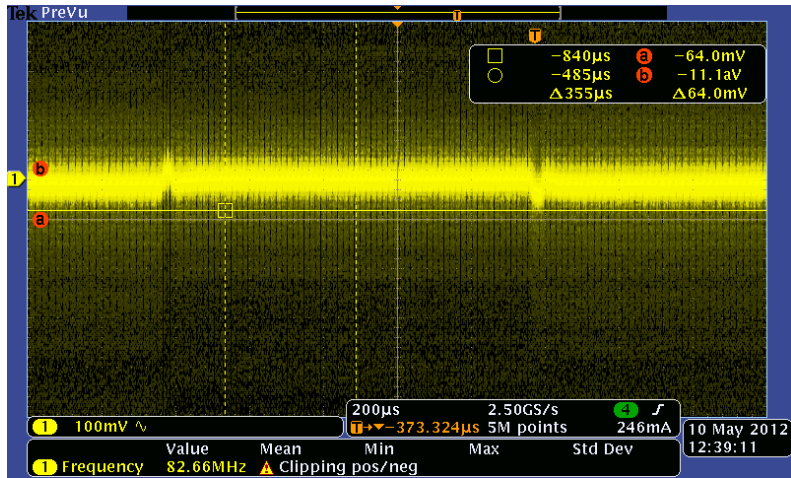 Tek PreVu
T
T
−840µs a −64.0mV
−485µs b −11.1aV
Δ355µs Δ64.0mV
b
1
a
1 100mV ∿
200µs 2.50GS/s 4 ʃ
T→▼−373.324µs 5M points 246mA
10 May 2012
12:39:11
Value Mean Min Max Std Dev
1 Frequency 82.66MHz Clipping pos/neg